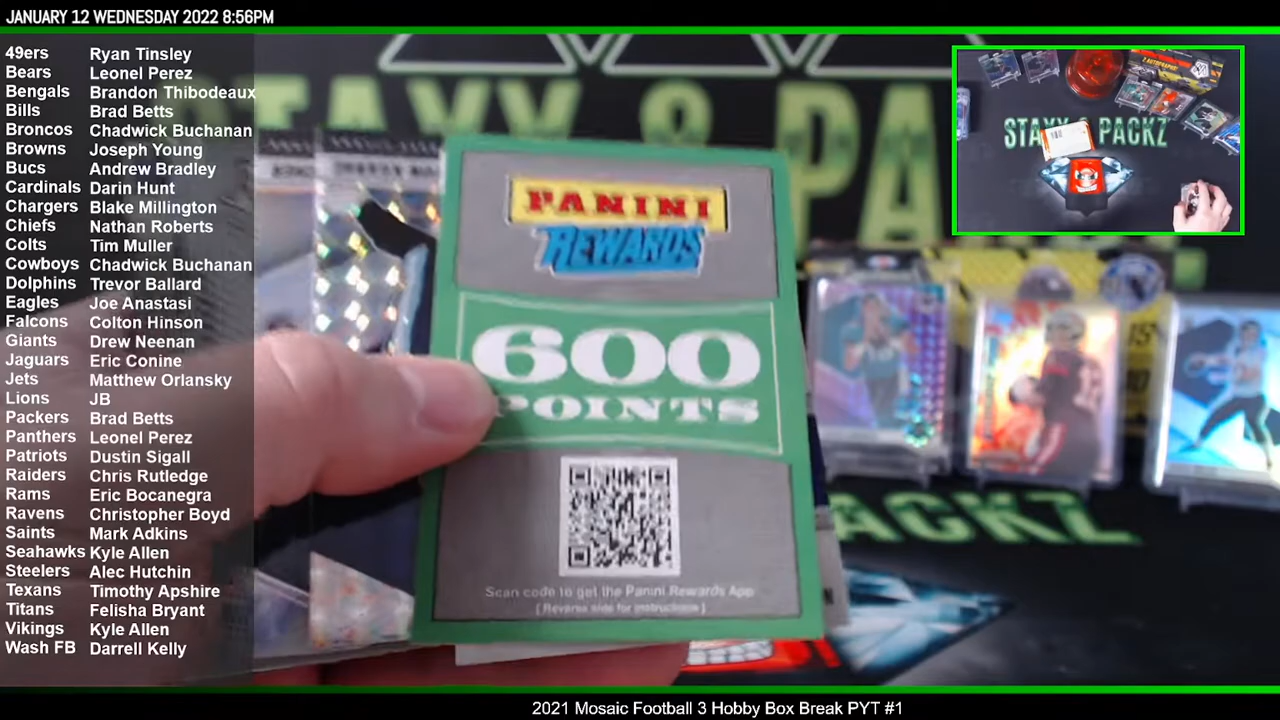 JANUARY 12 WEDNESDAY 2022 8:56PM
49ers Ryan Tinsley
Bears Leonel Perez
Bengals Brandon Thibodeaux
Bills Brad Betts
Broncos Chadwick Buchanan
Browns Joseph Young
Bucs Andrew Bradley
Cardinals Darin Hunt
Chargers Blake Millington
Chiefs Nathan Roberts
Colts Tim Muller
Cowboys Chadwick Buchanan
Dolphins Trevor Ballard
Eagles Joe Anastasi
Falcons Colton Hinson
Giants Drew Neenan
Jaguars Eric Conine
Jets Matthew Orlansky
Lions JB
Packers Brad Betts
Panthers Leonel Perez
Patriots Dustin Sigall
Raiders Chris Rutledge
Rams Eric Bocanegra
Ravens Christopher Boyd
Saints Mark Adkins
Seahawks Kyle Allen
Steelers Alec Hutchin
Texans Timothy Apshire
Titans Felisha Bryant
Vikings Kyle Allen
Wash FB Darrell Kelly
PANINI
REWARDS
600
POINTS
Scan code to get the Panini Rewards App
[Reverse side for instructions]
STAXX & PACKZ
2021 Mosaic Football 3 Hobby Box Break PYT #1